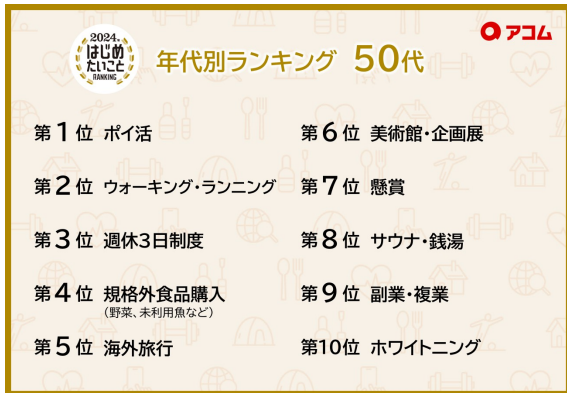 2024年
はじめ
たいこと
RANKING
年代別ランキング 50代
アコム
第1位 ポイ活
第2位 ウォーキング・ランニング
第3位 週休3日制度
第4位 規格外食品購入
（野菜、未利用魚など）
第5位 海外旅行
第6位 美術館・企画展
第7位 懸賞
第8位 サウナ・銭湯
第9位 副業・複業
第10位 ホワイトニング